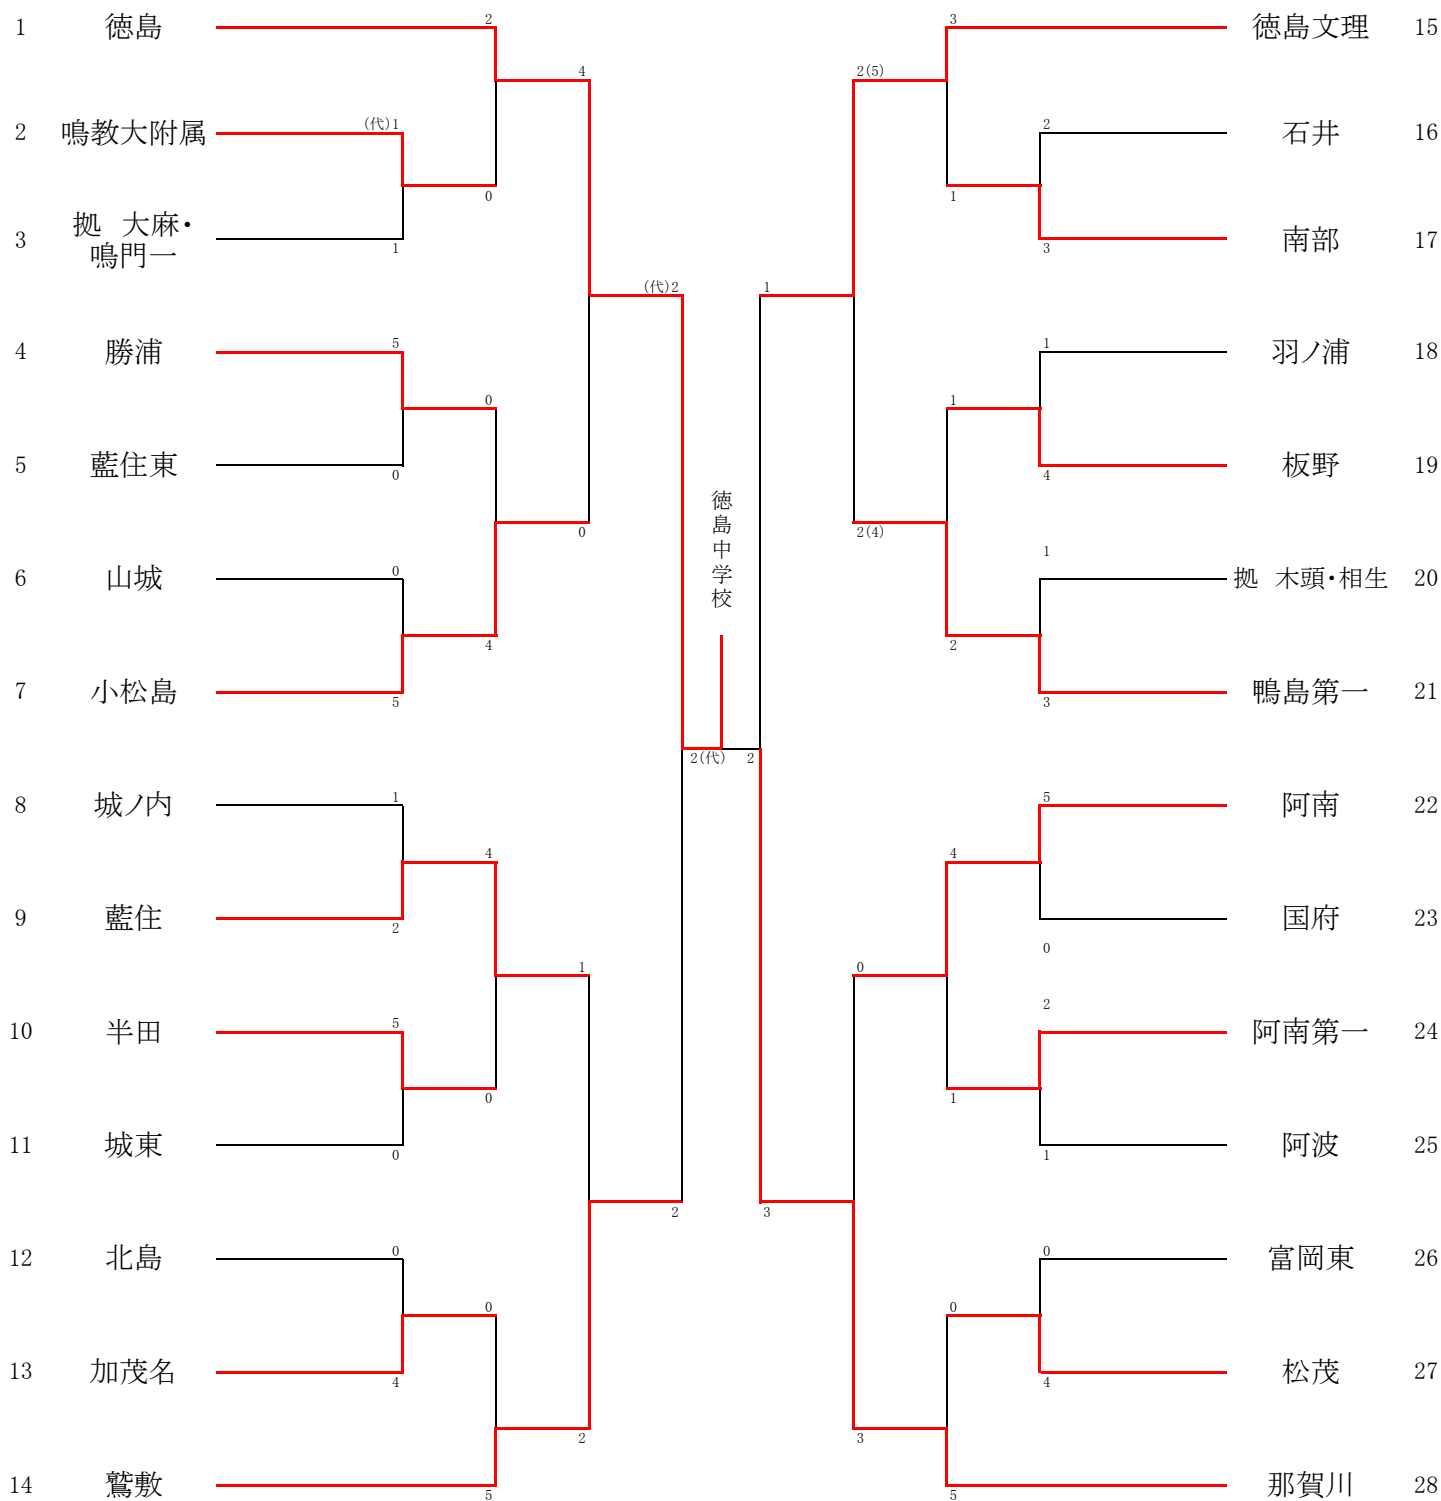 1 徳島 2
4
2 鳴教大附属 (代)1
0
3 拠 大麻・
鳴門一 1
(代)2
4 勝浦 5
0
5 藍住東 0
0
6 山城 0
4
7 小松島 5
8 城ノ内 1
4
9 藍住 2
1
10 半田 5
0
11 城東 0
2
12 北島 0
0
13 加茂名 4
2
14 鷲敷 5
徳島中学校
2(代) 2
3 徳島文理 15
2(5)
2 石井 16
1
3 南部 17
1
1 羽ノ浦 18
1
4 板野 19
2(4)
1
拠 木頭・相生 20
2
3 鴨島第一 21
5 阿南 22
4
国府 23
0
0
2
阿南第一 24
1
1 阿波 25
3
0 富岡東 26
0
4 松茂 27
3
5 那賀川 28